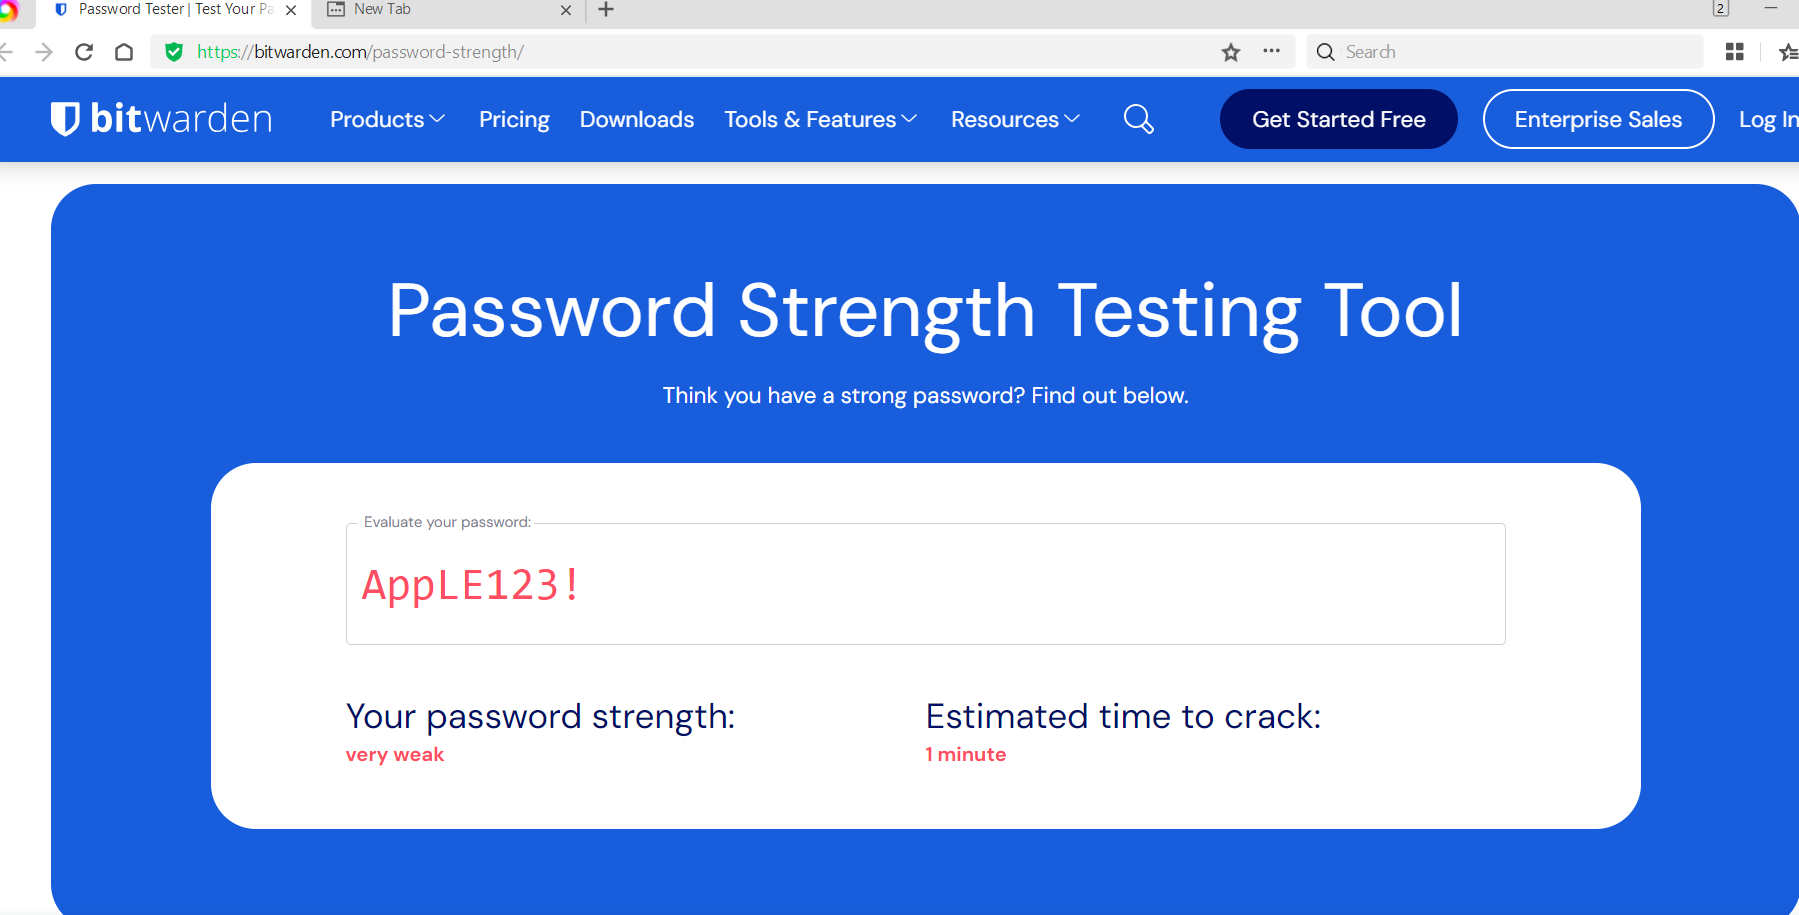 Password Tester | Test Your Pa
New Tab
2
https://bitwarden.com/password-strength/
Search
bitwarden
Products
Pricing
Downloads
Tools & Features
Resources
Get Started Free
Enterprise Sales
Log In
Password Strength Testing Tool
Think you have a strong password? Find out below.
Evaluate your password:
AppLE123!
Your password strength:
very weak
Estimated time to crack:
1 minute